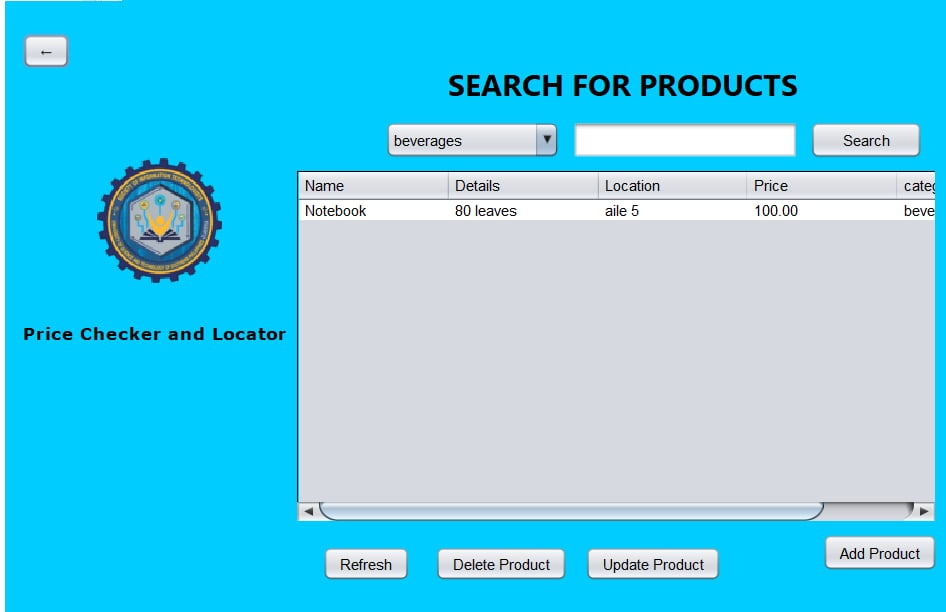 ←
SEARCH FOR PRODUCTS
beverages Search
Name Details Location Price categ
Notebook 80 leaves aile 5 100.00 beve
Price Checker and Locator
Refresh Delete Product Update Product Add Product